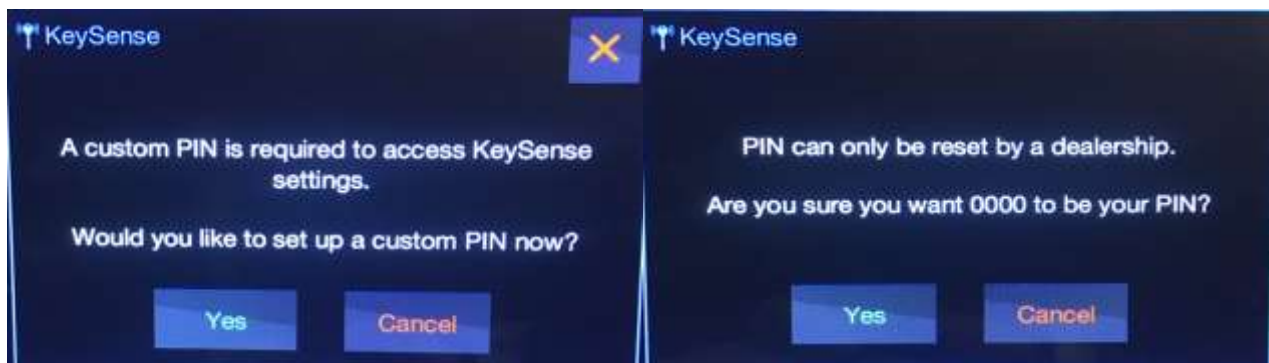 KeySense
A custom PIN is required to access KeySense
settings.
Would you like to set up a custom PIN now?
Yes
Cancel
KeySense
PIN can only be reset by a dealership.
Are you sure you want 0000 to be your PIN?
Yes
Cancel